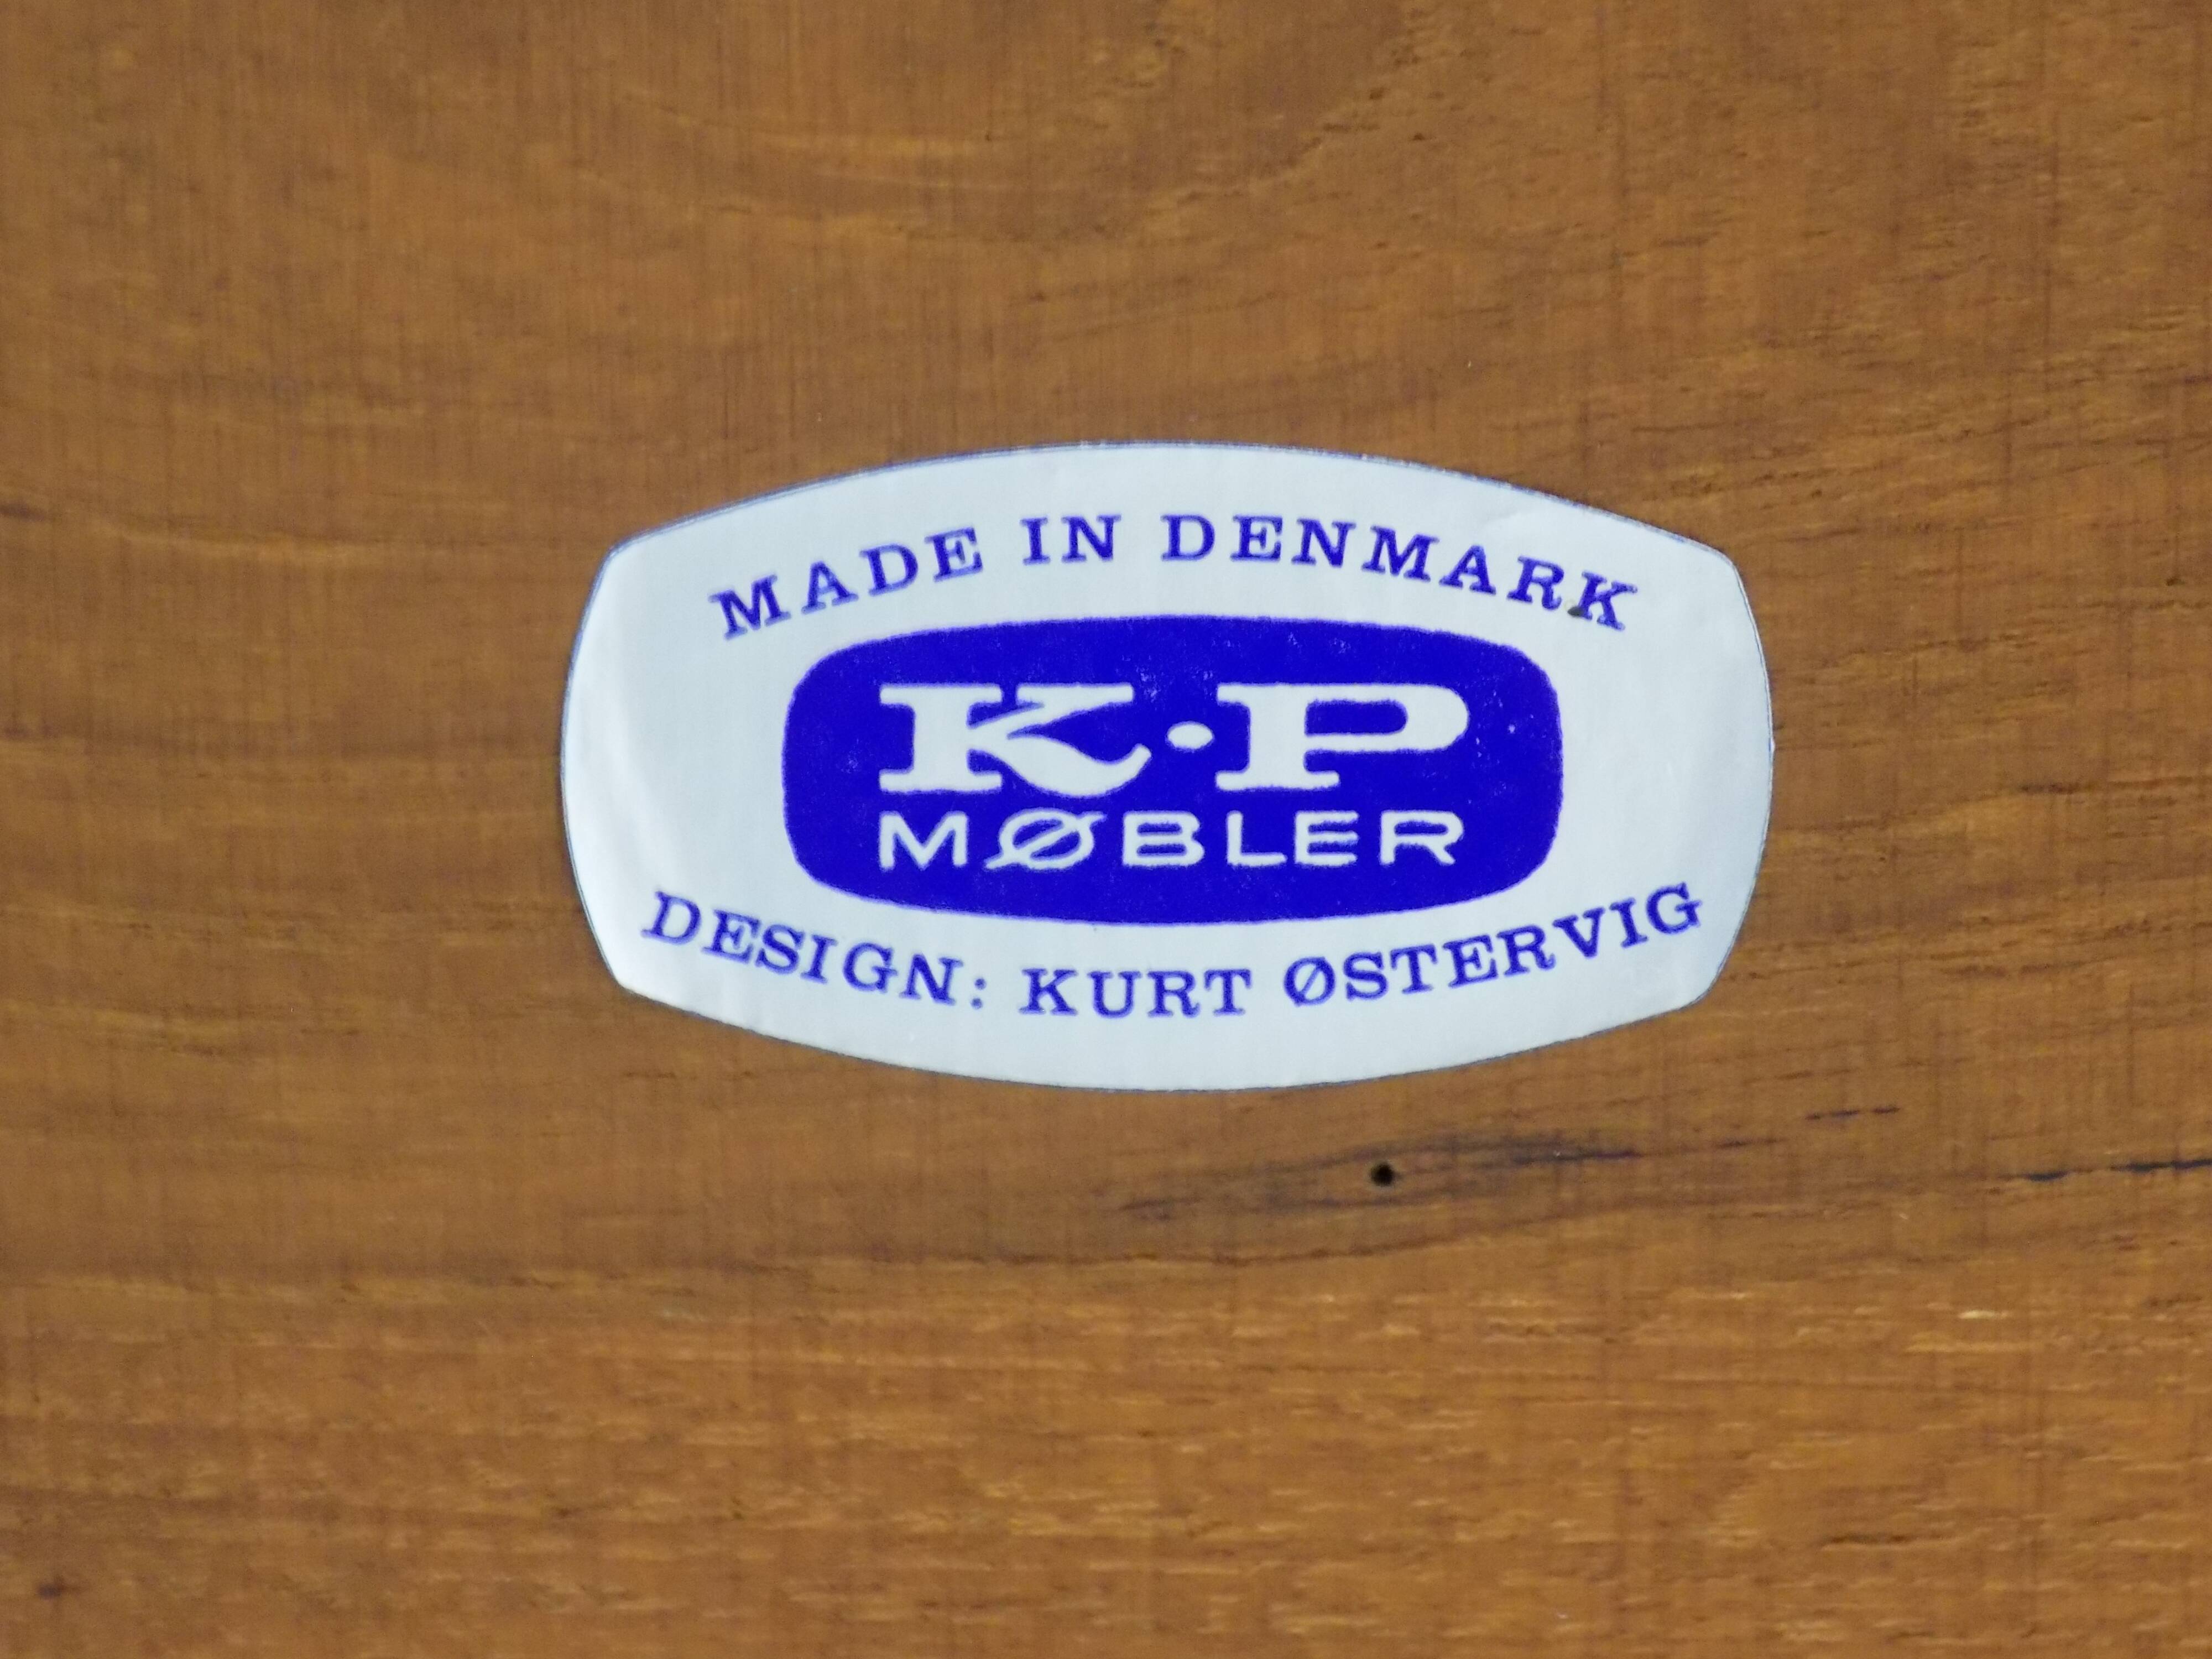 MADE IN DENMARK
K·P
MØBLER
DESIGN: KURT ØSTERVIG